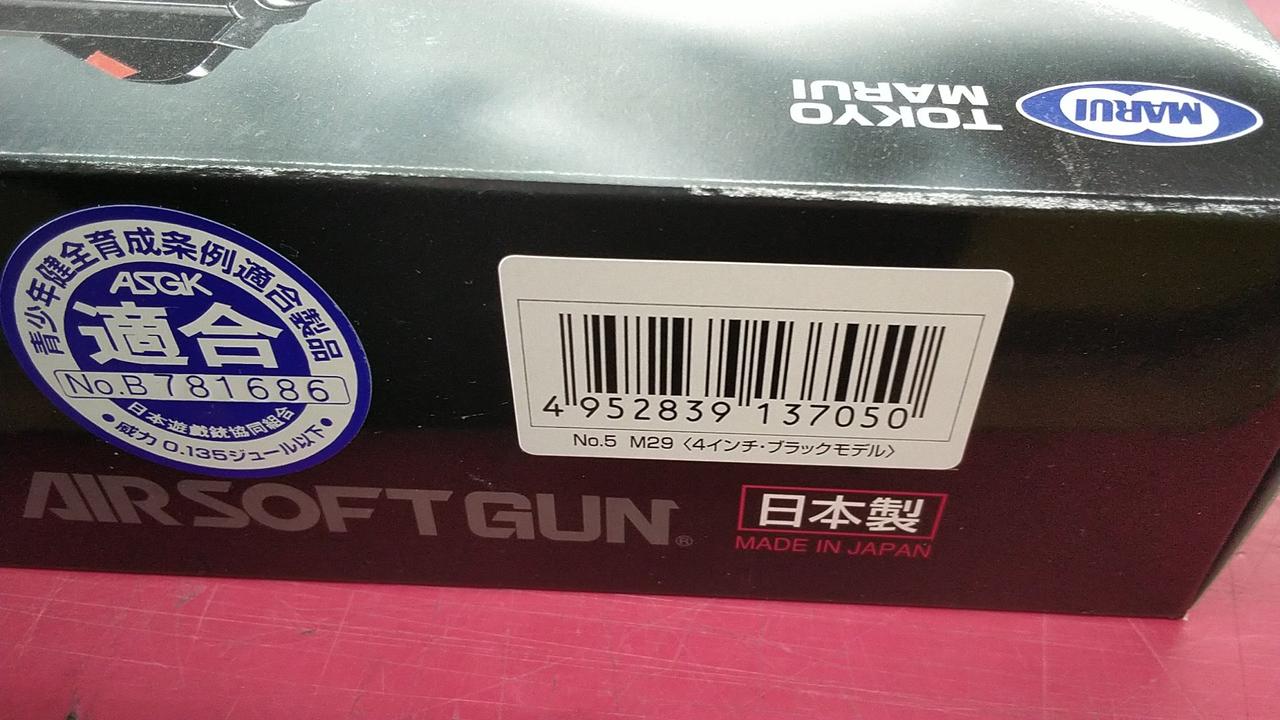 TOKYO
MARUI
MARUI
青少年健全育成条例適合製品
ASGK
適合
No.B 781686
日本遊戯銃協同組合
・威力 0.135ジュール以下・
4 952839 137050
No.5 M29 〈4インチ・ブラックモデル〉
AIRSOFT GUN®
日本製
MADE IN JAPAN